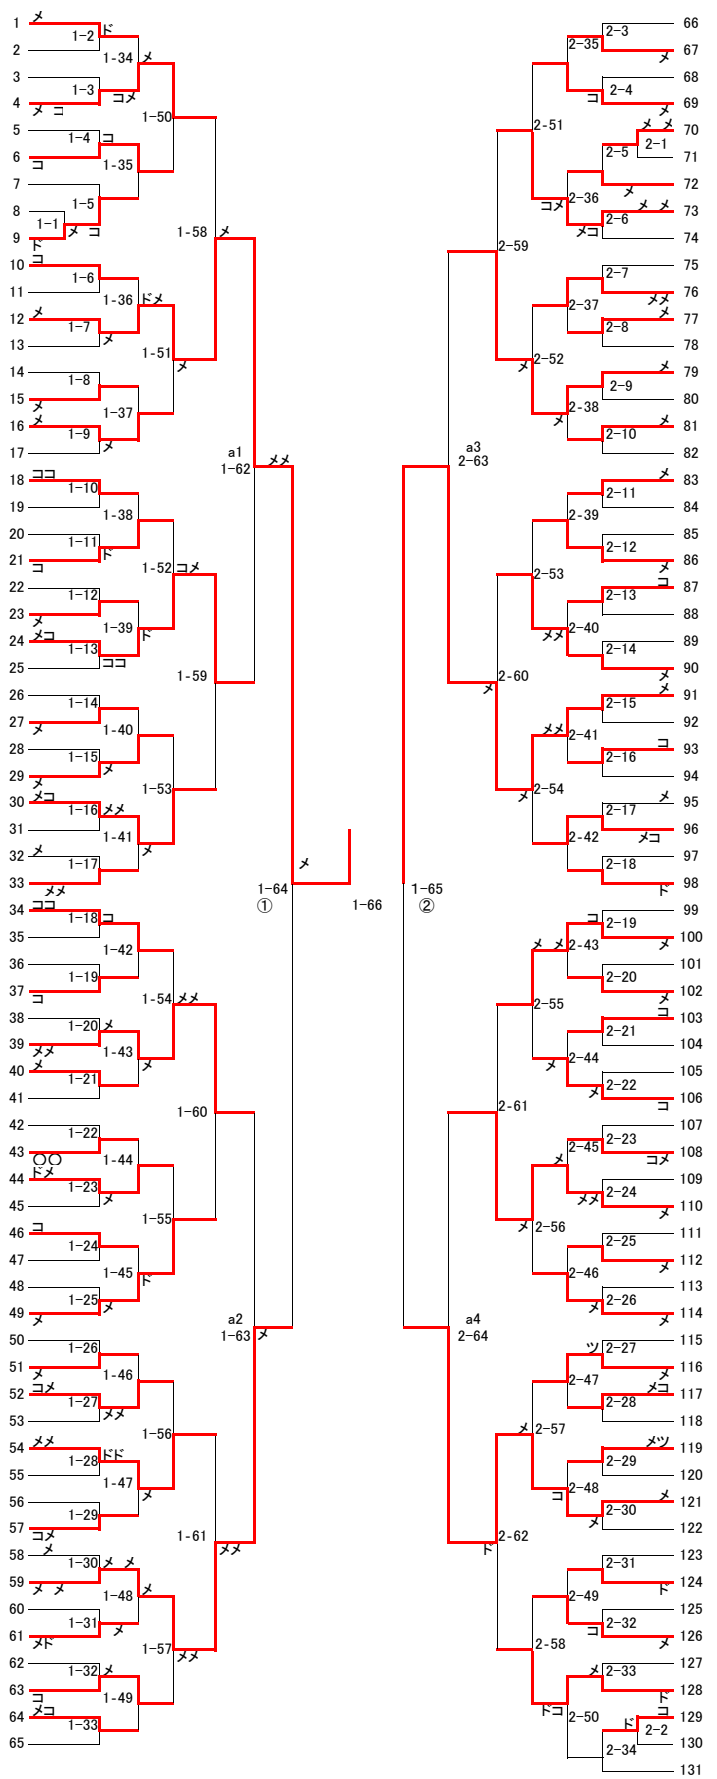 1 メ 66
1-2 ド 2-3
2 1-34 メ 2-35 67 メ
3 68
1-3 2-4
4 メ コ コメ コ 69 メ
1-50 2-51
5 70 メ メ
1-4 コ 2-5 2-1
6 コ 1-35 71
7 2-36 72 メ
1-5 コメ
8 73 メ メ
1-1 メ コ 2-6 メコ
9 ド 1-58 メ 2-59 74
10 コ 75
1-6 2-7
11 1-36 ドメ 2-37 76 メメ
12 メ 77 メ
1-7 メ 2-8
13 1-51 メ メ 2-52 78
14 79 メ
1-8 2-9
15 メ 1-37 メ 2-38 80
16 メ 81 メ
1-9 メ 2-10
17 a1 a3 82
1-62 メメ 2-63
18 ココ 83 メ
1-10 2-11
19 1-38 2-39 84
20 85
1-11 ド 2-12
21 コ 86 メ
1-52 コメ 2-53
22 87 コ
1-12 2-13
23 メ 1-39 ド メメ 2-40 88
24 メコ 89
1-13 ココ 2-14
25 1-59 メ 2-60 90 メ
26 91 メ
1-14 2-15
27 メ 1-40 メメ 2-41 92
28 93 コ
1-15 メ 2-16
29 メ 1-53 メ 2-54 94
30 メコ 95 メ
1-16 メメ 2-17
31 1-41 メ 2-42 96 メコ
32 メ 97
1-17 メ 2-18
33 メメ 1-64 1-65 98 ド
① 1-66 ②
34 ココ 99
1-18 コ コ 2-19
35 1-42 メ メ 2-43 100 メ
36 101
1-19 2-20
37 コ 1-54 メメ 2-55 102 メ
38 103 コ
1-20 メ 2-21
39 メメ 1-43 メ メ 2-44 104
40 メ 105
1-21 メ 2-22
41 1-60 2-61 106 コ
42 107
1-22 2-23
43 〇〇 1-44 メ 2-45 108 コメ
44 ドメ 109
1-23 メ メメ 2-24
45 1-55 メ 2-56 110 メ
46 コ 111
1-24 2-25
47 1-45 ド 2-46 112 メ
48 113
1-25 メ メ 2-26
49 メ a2 a4 114 メ
1-63 メ 2-64
50 115
1-26 ツ 2-27
51 メ 1-46 2-47 116 メ
52 コメ 117 メコ
1-27 メメ 2-28
53 1-56 メ 2-57 118
54 メメ 119 メツ
1-28 ドド 2-29
55 1-47 メ コ 2-48 120
56 121 メ
1-29 メ 2-30
57 コメ 1-61 メメ ド 2-62 122
58 メ 123
1-30 メ メ 2-31
59 メ メ 1-48 メ 2-49 124 ド
60 125
1-31 メ コ 2-32
61 メド 1-57 メメ 2-58 126 メ
62 127
1-32 メ メ 2-33
63 コ 1-49 ドコ 2-50 128 ド
64 メコ 129 コ
1-33 ド 2-2
65 2-34 130
131